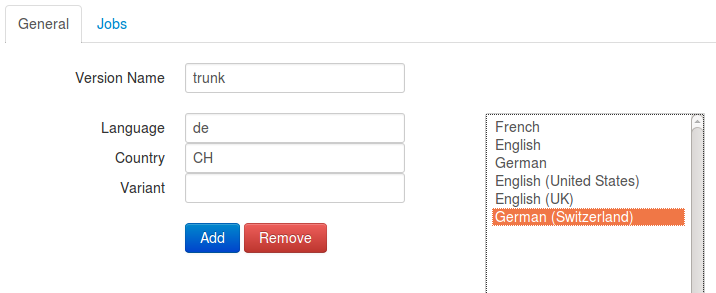 General Jobs
Version Name trunk
Language de
Country CH
Variant
Add Remove
French
English
German
English (United States)
English (UK)
German (Switzerland)